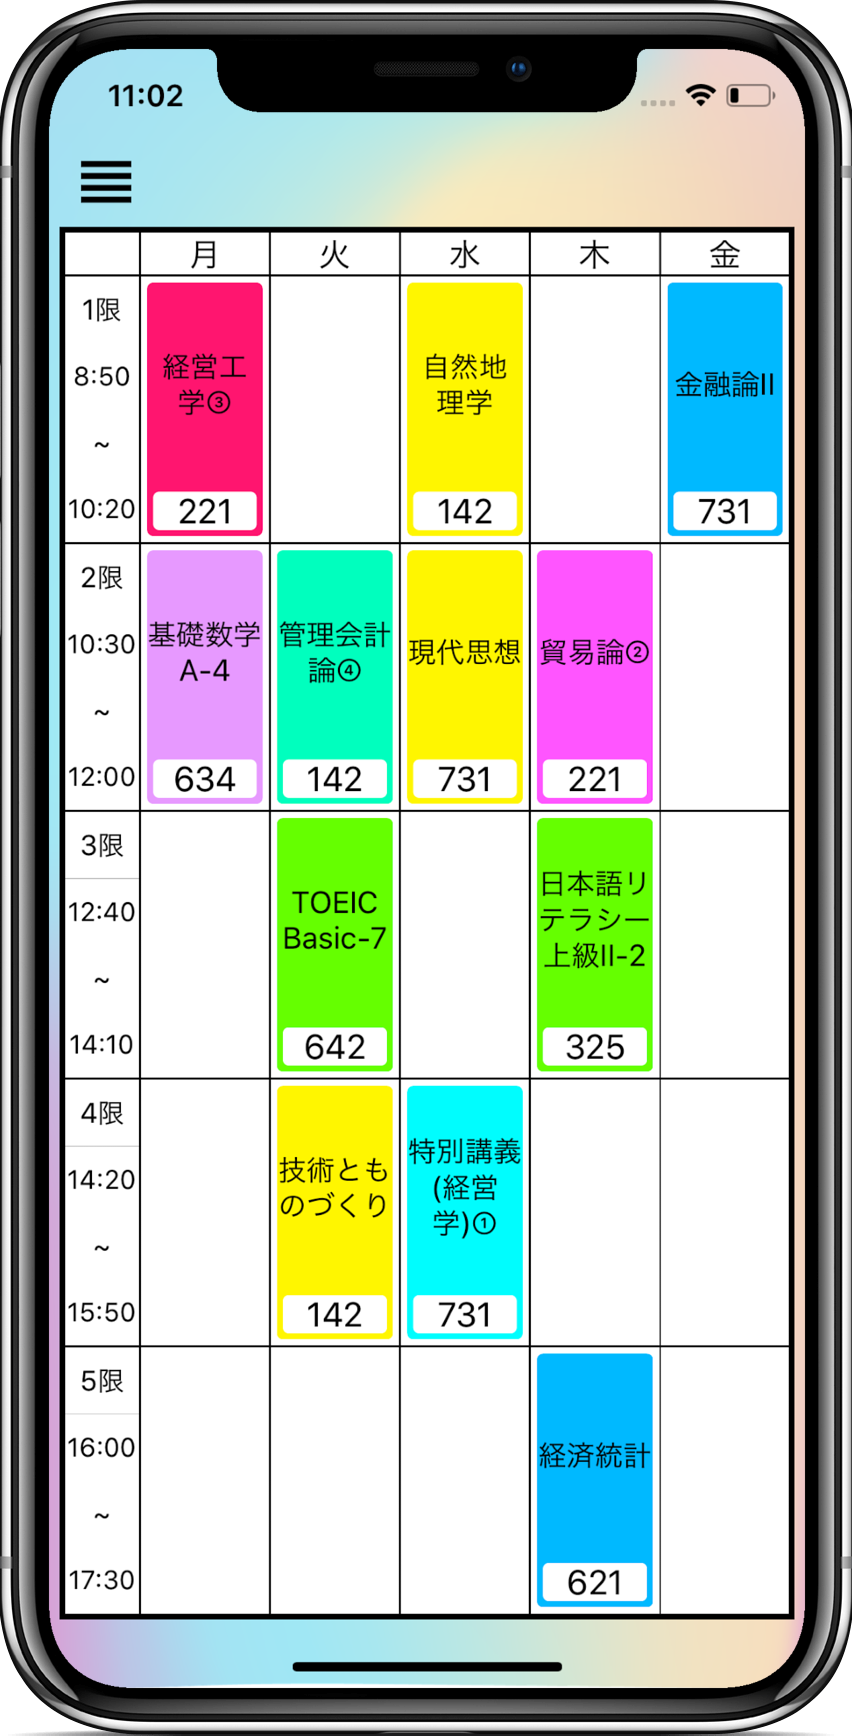 11:02
月 火 水 木 金
1限
8:50
~
10:20
経営工
学③
221
自然地
理学
142
金融論II
731
2限
10:30
~
12:00
基礎数学
A-4
634
管理会計
論④
142
現代思想
731
貿易論②
221
3限
12:40
~
14:10
TOEIC
Basic-7
642
日本語リ
テラシー
上級II-2
325
4限
14:20
~
15:50
技術とも
のづくり
142
特別講義
(経営
学)①
731
5限
16:00
~
17:30
経済統計
621